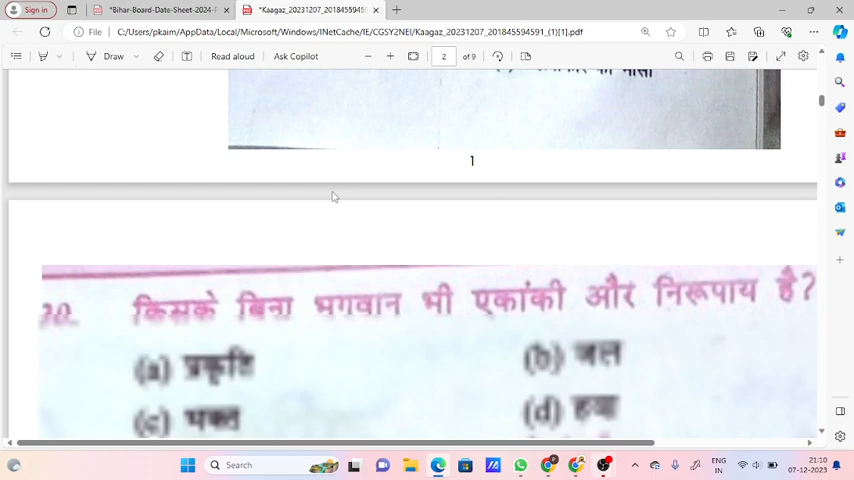 Sign in
*Bihar-Board-Date-Sheet-2024-F
*Kaagaz_20231207_2018455945
File
C:/Users/pkaim/AppData/Local/Microsoft/Windows/INetCache/IE/CGSY2NEI/Kaagaz_20231207_201845594591_(1)[1].pdf
Draw
Read aloud
Ask Copilot
2
of 9
1
किसके बिना भगवान भी एकांकी और निरूपाय है?
(a) प्रकृति
(b) जल
(c) भक्त
(d) हवा
Search
ENG
IN
21:10
07-12-2023